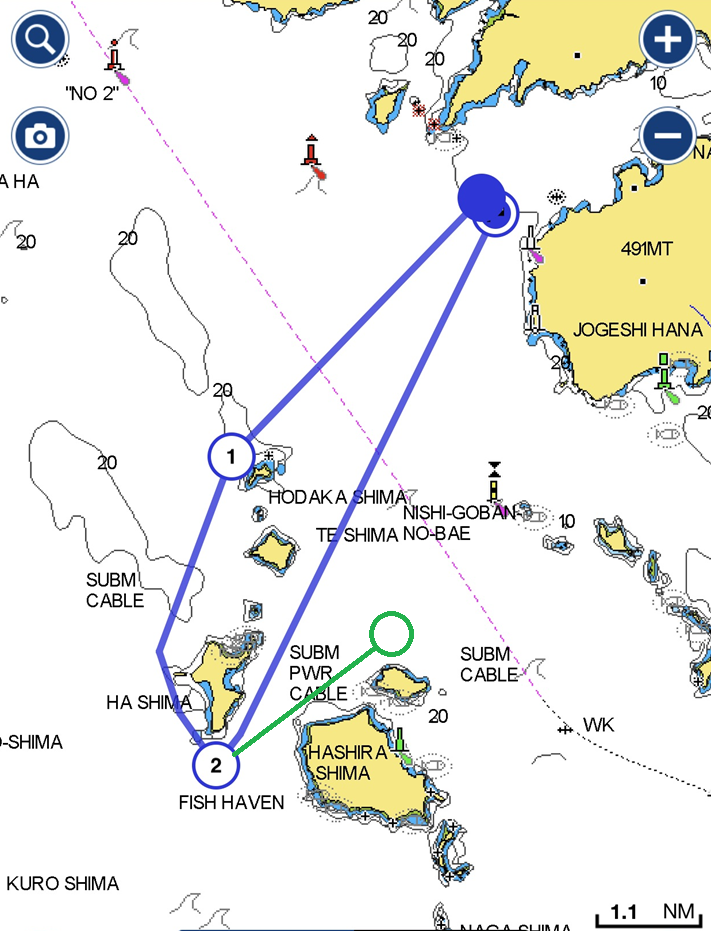 20
20
20
"NO 2"
10
NA
A HA
20
20
491MT
JOGESHI HANA
20
20
20
1
20
HODAKA SHIMA
NISHI-GOBAN-
NO-BAE
10
TE SHIMA
SUBM
CABLE
SUBM
PWR
CABLE
SUBM
CABLE
HA SHIMA
20
WK
O-SHIMA
HASHIRA
SHIMA
2
FISH HAVEN
KURO SHIMA
1.1 NM
NAGA SHIMA